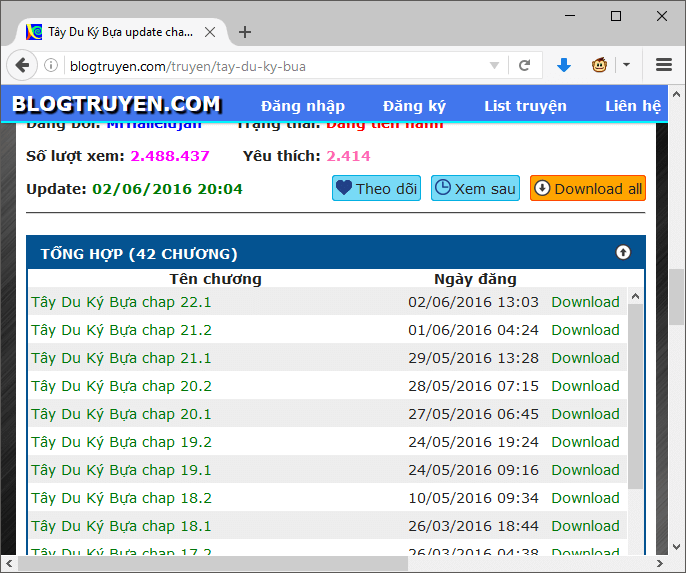 Tây Du Ký Bựa update cha...
blogtruyen.com/truyen/tay-du-ky-bua
BLOGTRUYEN.COM Đăng nhập Đăng ký List truyện Liên hệ
Đăng bởi: MrHallelujah Trạng thái: Đang tiến hành
Số lượt xem: 2.488.437 Yêu thích: 2.414
Update: 02/06/2016 20:04 Theo dõi Xem sau Download all
TỔNG HỢP (42 CHƯƠNG)
Tên chương Ngày đăng
Tây Du Ký Bựa chap 22.1 02/06/2016 13:03 Download
Tây Du Ký Bựa chap 21.2 01/06/2016 04:24 Download
Tây Du Ký Bựa chap 21.1 29/05/2016 13:28 Download
Tây Du Ký Bựa chap 20.2 28/05/2016 07:15 Download
Tây Du Ký Bựa chap 20.1 27/05/2016 06:45 Download
Tây Du Ký Bựa chap 19.2 24/05/2016 19:24 Download
Tây Du Ký Bựa chap 19.1 24/05/2016 09:16 Download
Tây Du Ký Bựa chap 18.2 10/05/2016 09:34 Download
Tây Du Ký Bựa chap 18.1 26/03/2016 18:44 Download
Tây Du Ký Bựa chap 17.2 26/03/2016 04:38 Download